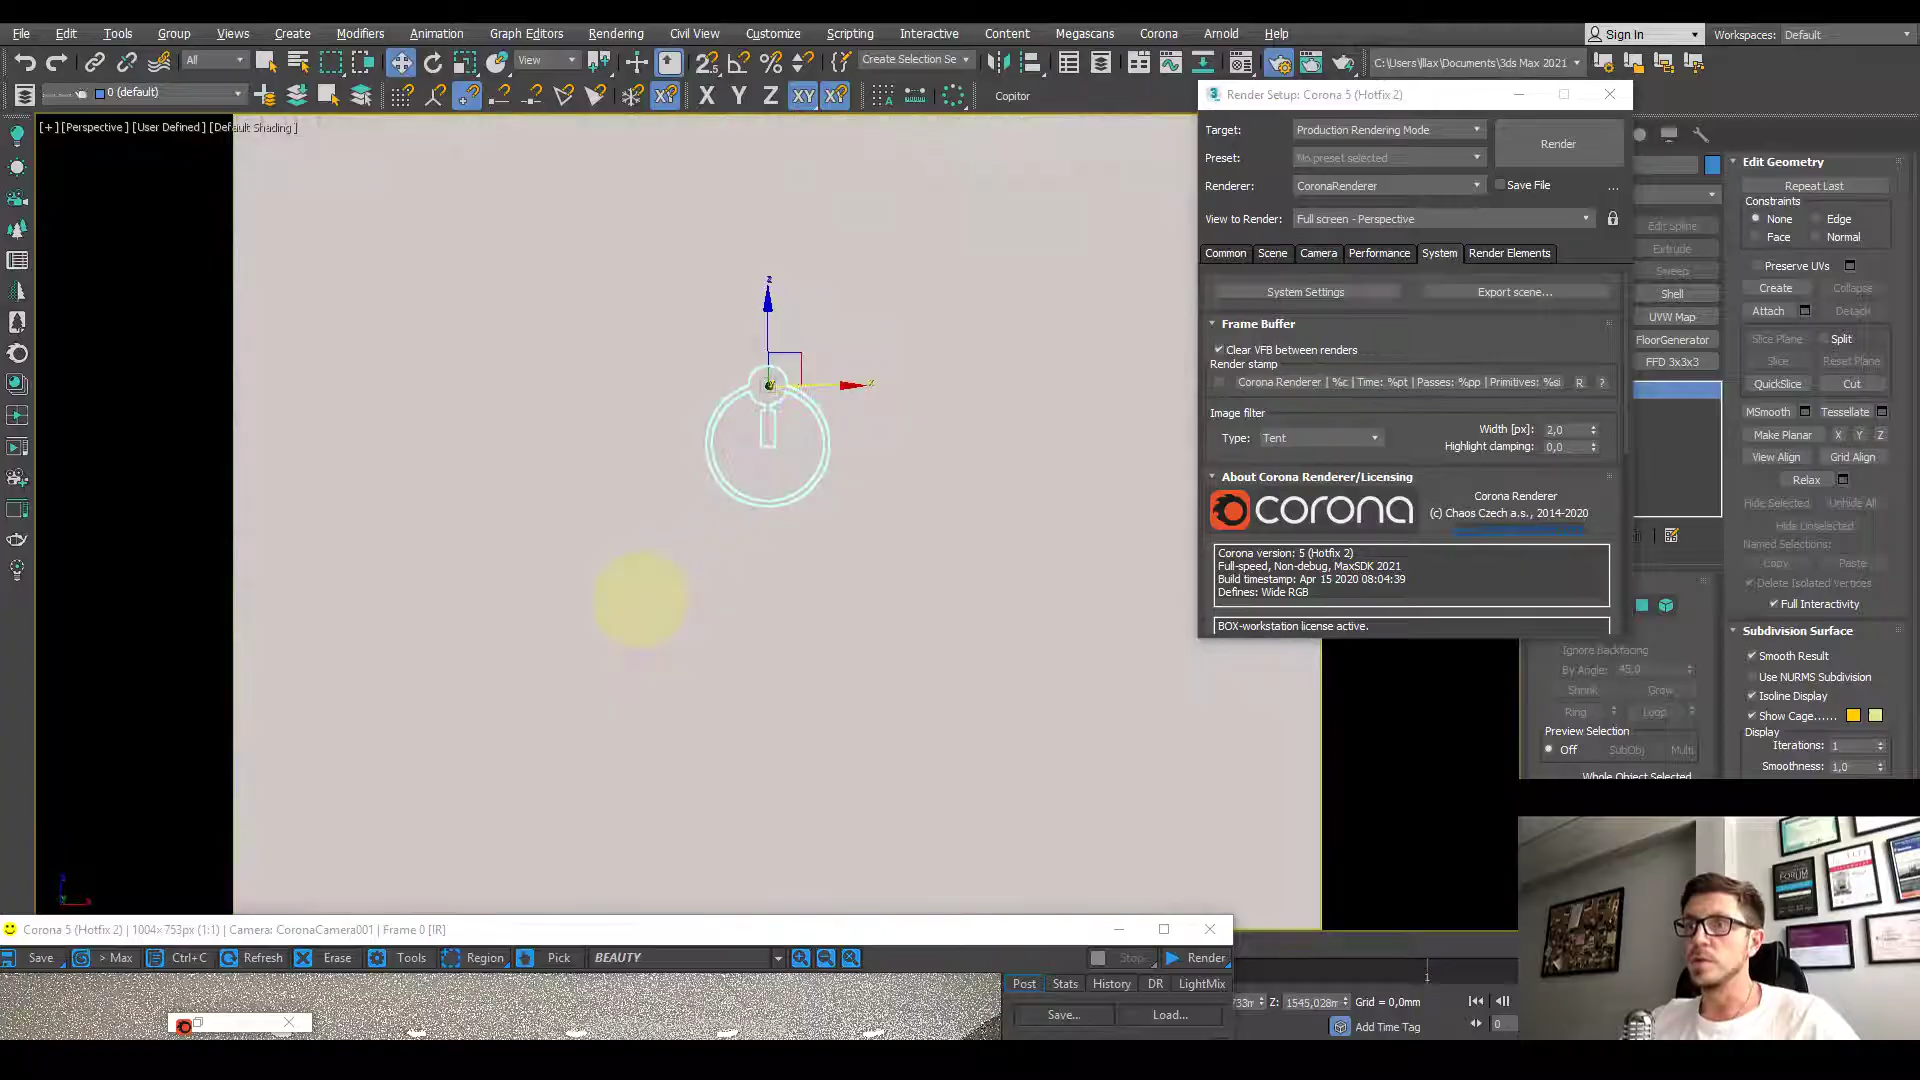 File Edit Tools Group Views Create Modifiers Animation Graph Editors Rendering Civil View Customize Scripting Interactive Content Megascans Corona Arnold Help
Sign In Workspaces: Default
All View Create Selection Se C:\Users\llax\Documents\3ds Max 2021
0 (default) X Y Z XY Copitor
[+] [Perspective] [User Defined] [Default Shading]
Render Setup: Corona 5 (Hotfix 2)
Target: Production Rendering Mode
Render
Preset: No preset selected
Renderer: CoronaRenderer Save File ...
View to Render: Full screen - Perspective
Common Scene Camera Performance System Render Elements
System Settings Export scene...
Frame Buffer
Clear VFB between renders
Render stamp
Corona Renderer | %c | Time: %pt | Passes: %pp | Primitives: %si R ?
Image filter
Type: Tent
Width [px]: 2,0
Highlight clamping: 0,0
About Corona Renderer/Licensing
corona
Corona Renderer
(c) Chaos Czech a.s., 2014-2020
Corona version: 5 (Hotfix 2)
Full-speed, Non-debug, MaxSDK 2021
Build timestamp: Apr 15 2020 08:04:39
Defines: Wide RGB
BOX-workstation license active.
Edit Spline
Extrude
Sweep
Shell
UVW Map
FloorGenerator
FFD 3x3x3
Edit Geometry
Repeat Last
Constraints
None Edge
Face Normal
Preserve UVs
Create Collapse
Attach Detach
Slice Plane Split
Slice Reset Plane
QuickSlice Cut
MSmooth Tessellate
Make Planar X Y Z
View Align Grid Align
Relax
Hide Selected Unhide All
Hide Unselected
Named Selections:
Copy Paste
Delete Isolated Vertices
Full Interactivity
Subdivision Surface
Smooth Result
Use NURMS Subdivision
Isoline Display
Show Cage......
Display
Iterations: 1
Smoothness: 1,0
Ignore Backfacing
By Angle: 45,0
Shrink Grow
Ring Loop
Preview Selection
Off SubObj Multi
Whole Object Selected
z
x
Corona 5 (Hotfix 2) | 1004×753px (1:1) | Camera: CoronaCamera001 | Frame 0 [IR]
Save > Max Ctrl+C Refresh Erase Tools Region Pick BEAUTY Stop Render
Post Stats History DR LightMix
Save... Load...
Z: 1545,028m Grid = 0,0mm
Add Time Tag
0
1
FORUM